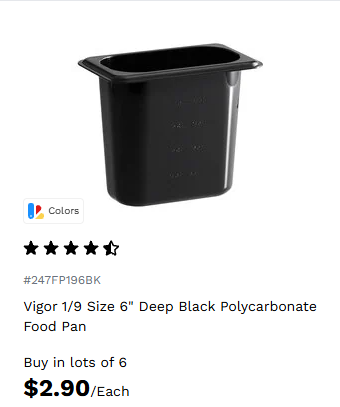 Colors
#247FP196BK
Vigor 1/9 Size 6" Deep Black Polycarbonate
Food Pan
Buy in lots of 6
$2.90/Each